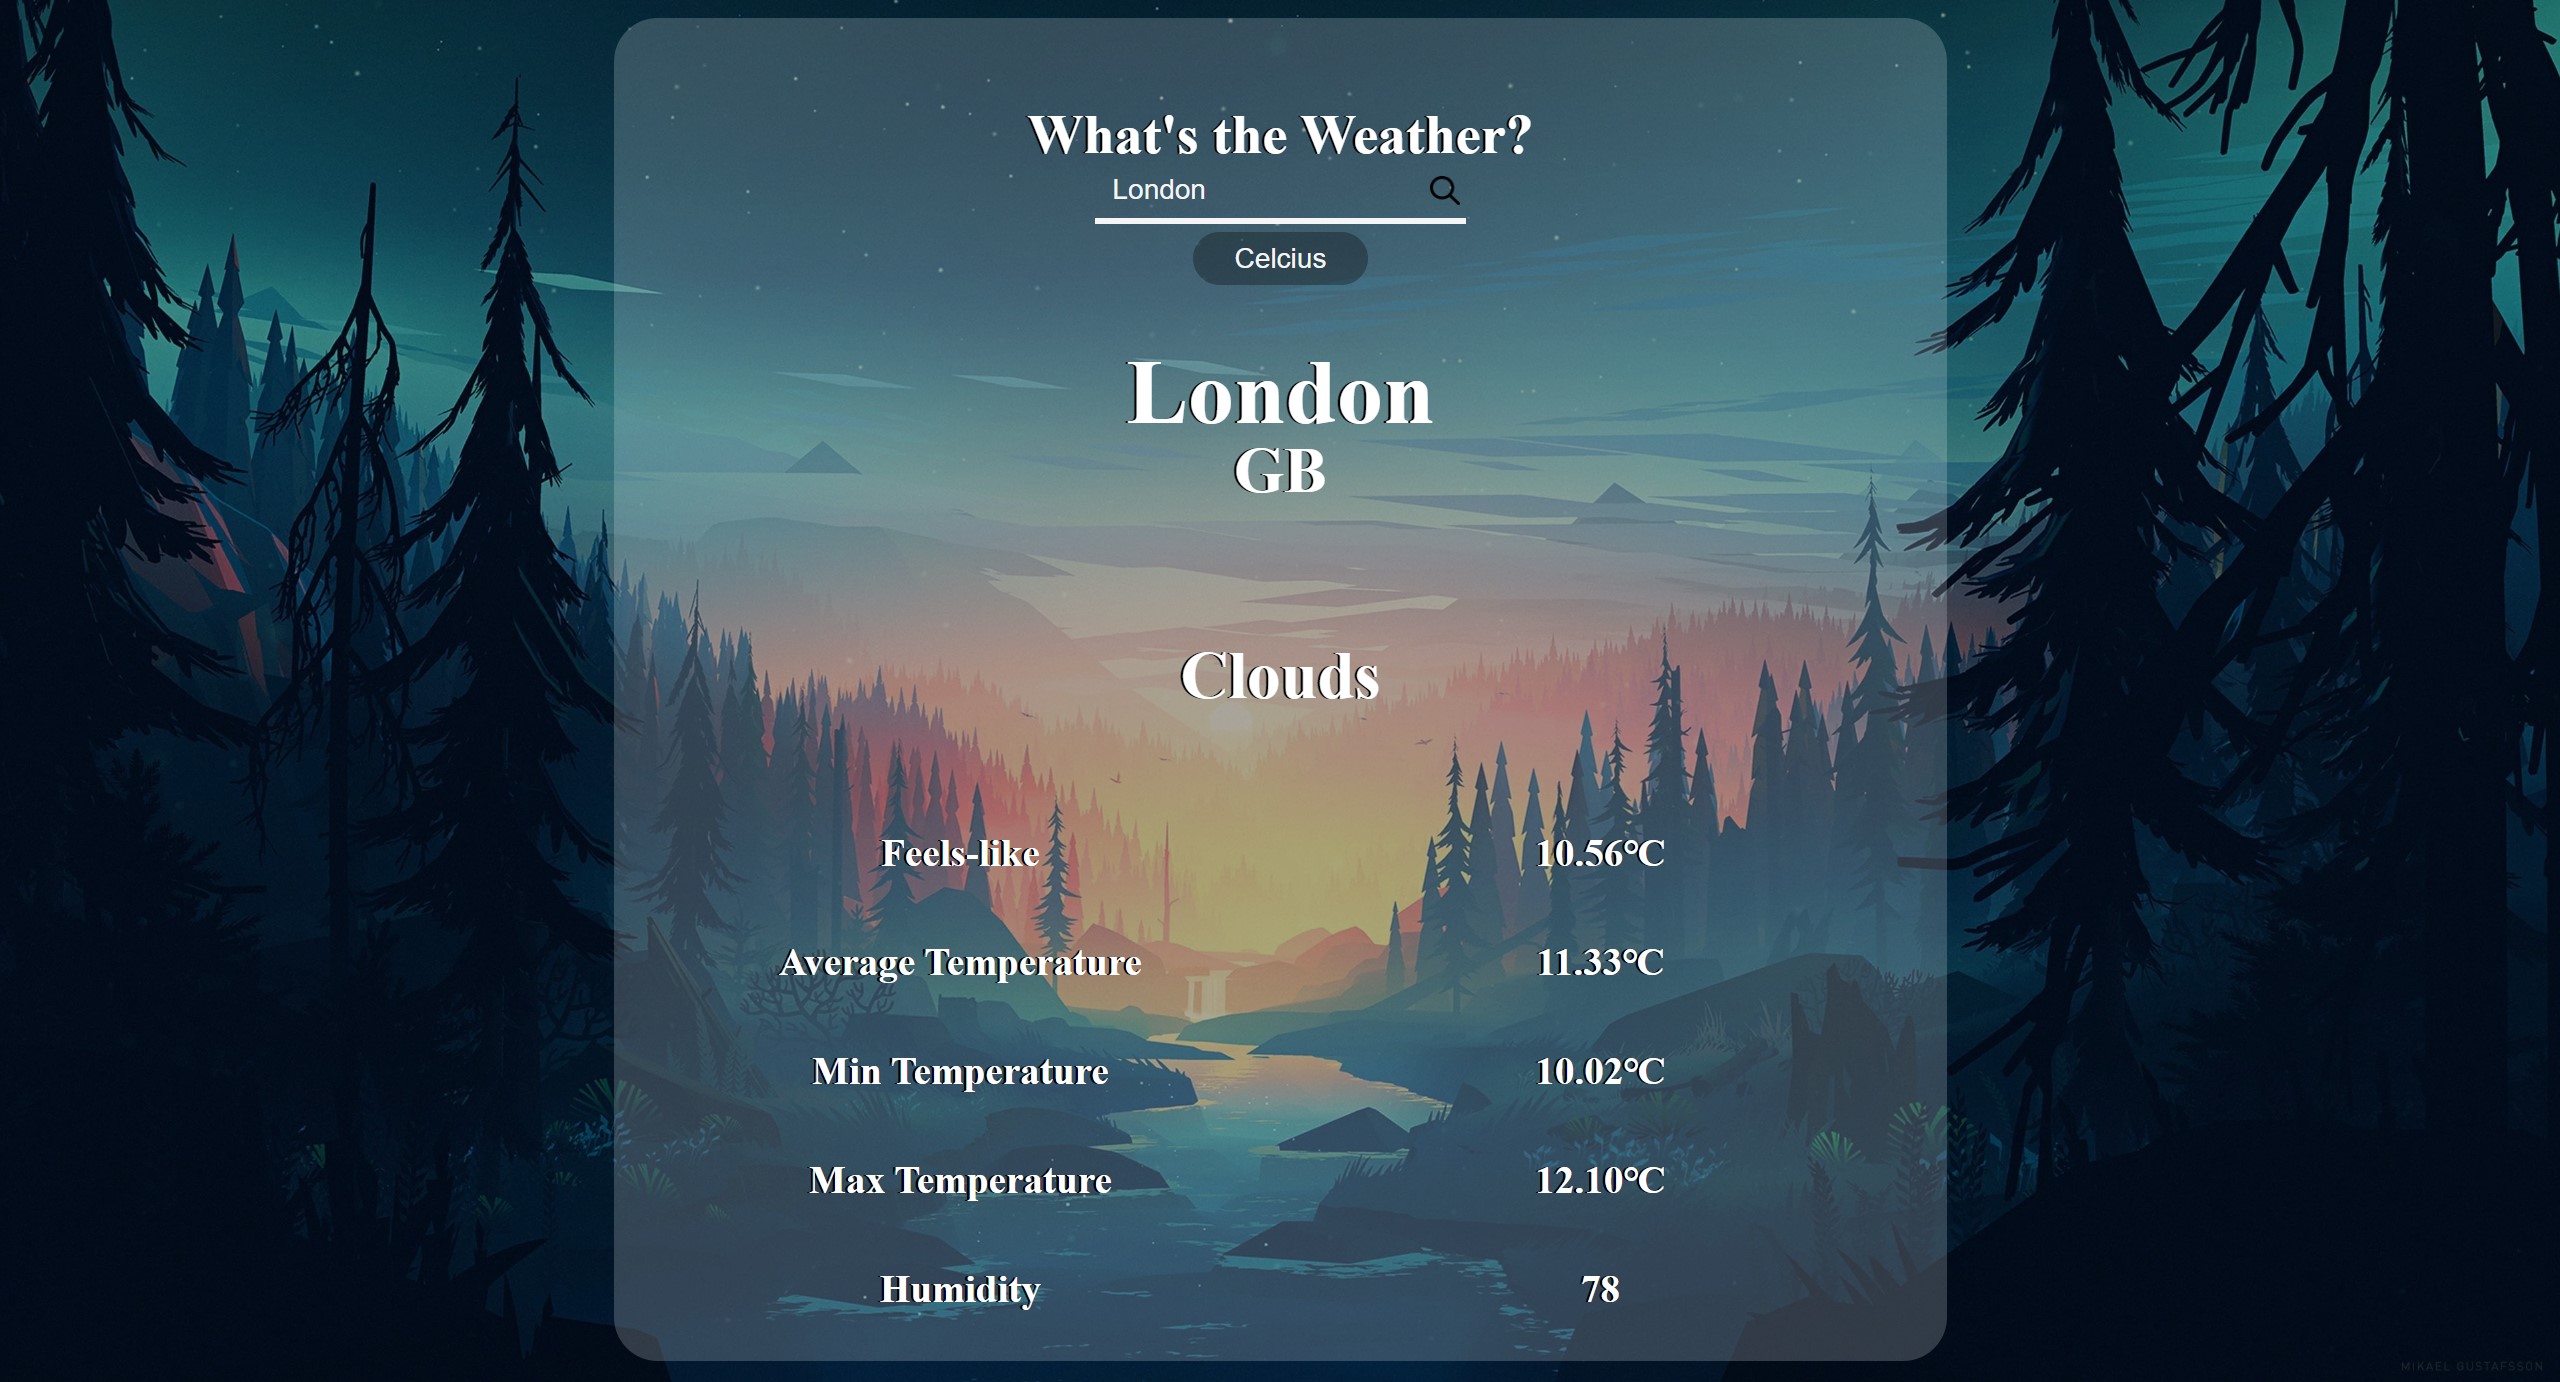 What's the Weather?
London
Celcius
London
GB
Clouds
Feels-like 10.56°C
Average Temperature 11.33°C
Min Temperature 10.02°C
Max Temperature 12.10°C
Humidity 78
MIKAEL GUSTAFSSON